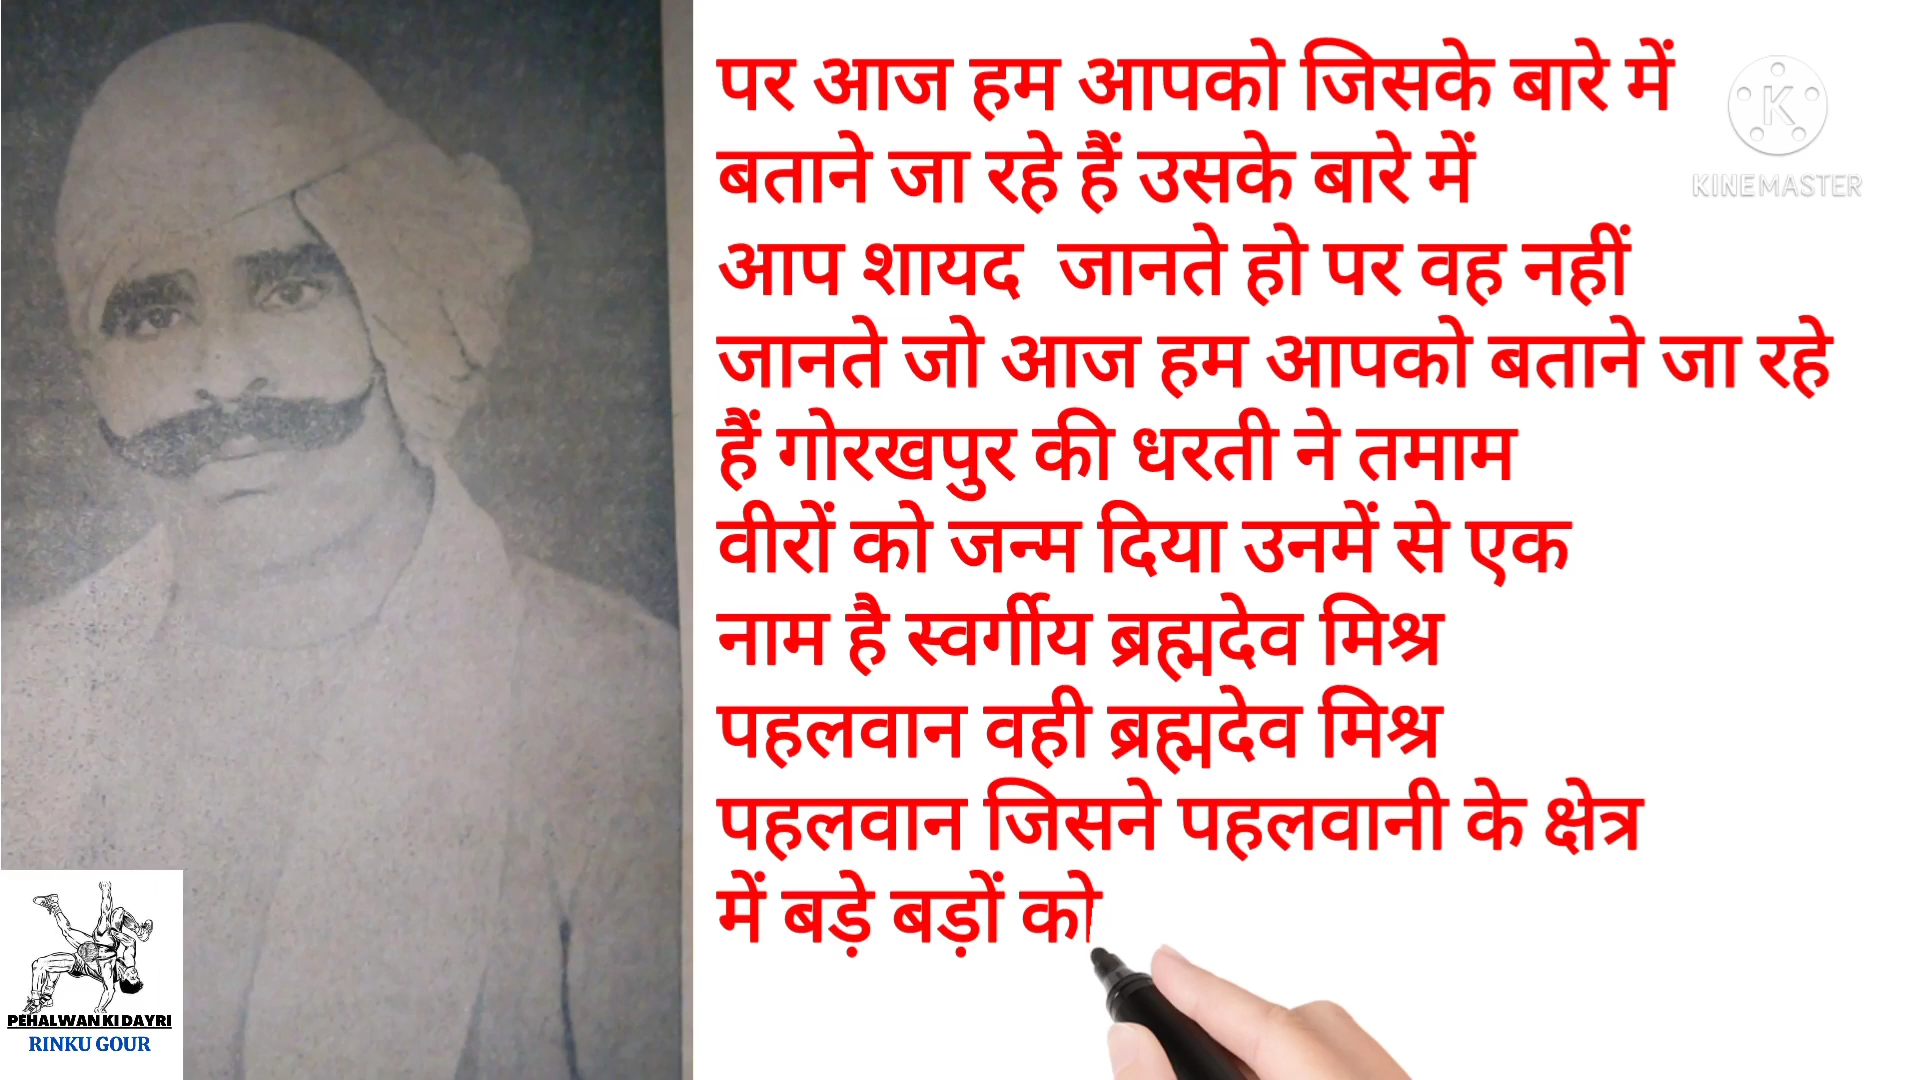 पर आज हम आपको जिसके बारे में
बताने जा रहे हैं उसके बारे में
आप शायद जानते हो पर वह नहीं
जानते जो आज हम आपको बताने जा रहे
हैं गोरखपुर की धरती ने तमाम
वीरों को जन्म दिया उनमें से एक
नाम है स्वर्गीय ब्रह्मदेव मिश्र
पहलवान वही ब्रह्मदेव मिश्र
पहलवान जिसने पहलवानी के क्षेत्र
में बड़े बड़ों को
K
KINEMASTER
PEHALWAN KI DAYRI
RINKU GOUR